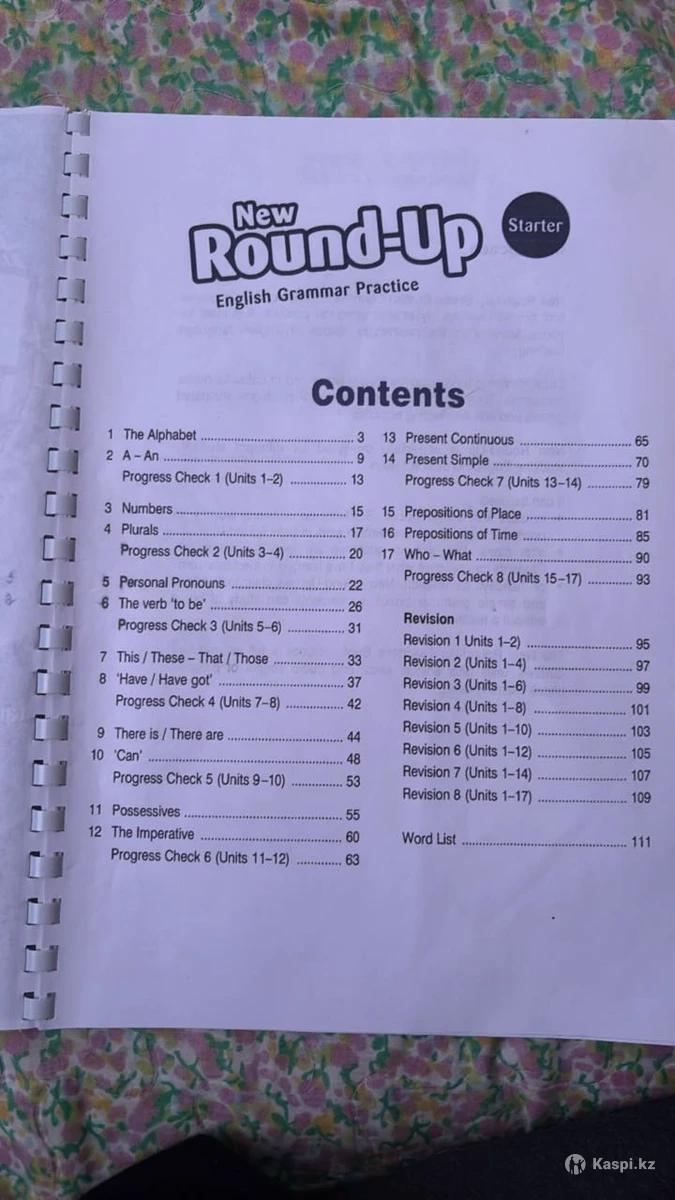 New
Round-Up
Starter
English Grammar Practice
Contents
1 The Alphabet ........................ 3
2 A – An ........................ 9
Progress Check 1 (Units 1–2) ................ 13
3 Numbers ........................ 15
4 Plurals ........................ 17
Progress Check 2 (Units 3–4) ................ 20
5 Personal Pronouns ........................ 22
6 The verb 'to be' ........................ 26
Progress Check 3 (Units 5–6) ................ 31
7 This / These – That / Those ................ 33
8 'Have / Have got' ........................ 37
Progress Check 4 (Units 7–8) ................ 42
9 There is / There are ........................ 44
10 'Can' ........................ 48
Progress Check 5 (Units 9–10) ................ 53
11 Possessives ........................ 55
12 The Imperative ........................ 60
Progress Check 6 (Units 11–12) ............ 63
13 Present Continuous ........................ 65
14 Present Simple ........................ 70
Progress Check 7 (Units 13–14) ............ 79
15 Prepositions of Place ........................ 81
16 Prepositions of Time ........................ 85
17 Who – What ........................ 90
Progress Check 8 (Units 15–17) ............ 93
Revision
Revision 1 Units 1–2) ........................ 95
Revision 2 (Units 1–4) ........................ 97
Revision 3 (Units 1–6) ........................ 99
Revision 4 (Units 1–8) ........................ 101
Revision 5 (Units 1–10) ........................ 103
Revision 6 (Units 1–12) ........................ 105
Revision 7 (Units 1–14) ........................ 107
Revision 8 (Units 1–17) ........................ 109
Word List ........................ 111
Kaspi.kz